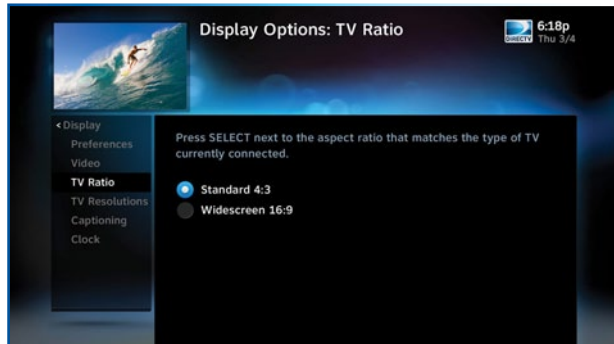 Display Options: TV Ratio
DIRECTV
6:18p
Thu 3/4
<Display
Preferences
Video
TV Ratio
TV Resolutions
Captioning
Clock
Press SELECT next to the aspect ratio that matches the type of TV
currently connected.
Standard 4:3
Widescreen 16:9